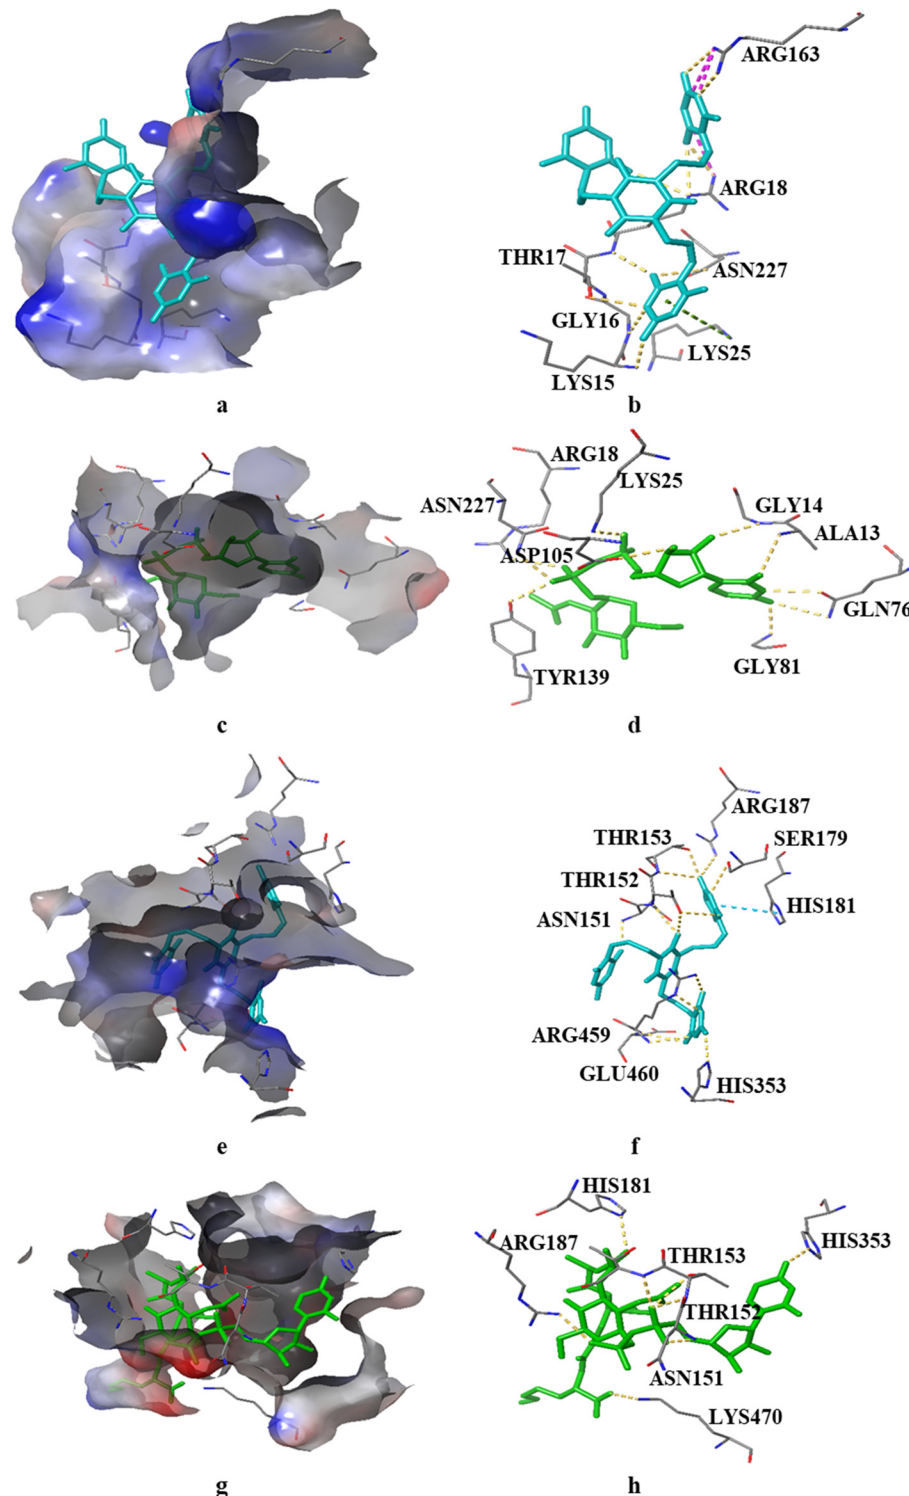 ARG163
ARG18
THR17
ASN227
GLY16
LYS25
LYS15
a
b
ARG18
LYS25
ASN227
GLY14
ALA13
ASP105
GLN76
GLY81
TYR139
c
d
ARG187
THR153
SER179
THR152
HIS181
ASN151
ARG459
GLU460
HIS353
e
f
HIS181
ARG187
THR153
HIS353
THR152
ASN151
LYS470
g
h